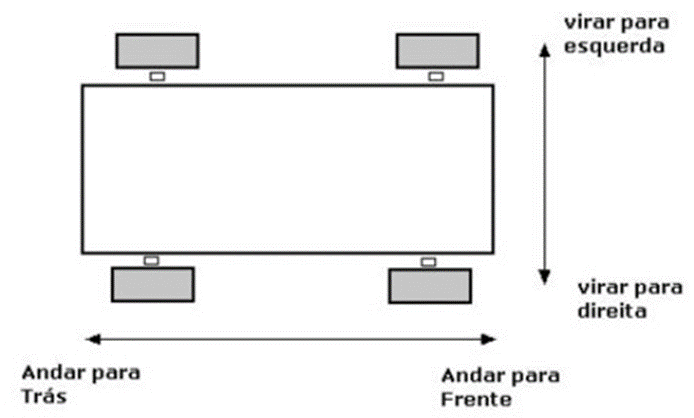 virar para
esquerda
virar para
direita
Andar para
Trás
Andar para
Frente